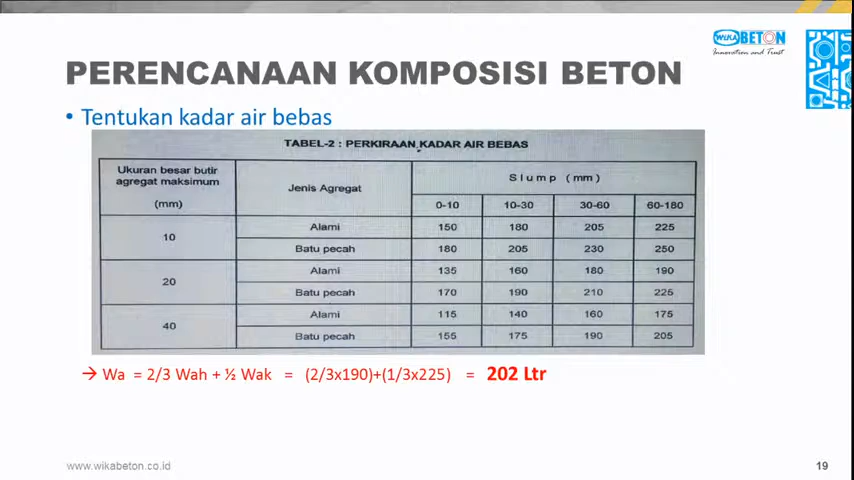 WIKA BETON
Innovation and Trust
PERENCANAAN KOMPOSISI BETON
• Tentukan kadar air bebas
TABEL-2 : PERKIRAAN KADAR AIR BEBAS
Ukuran besar butir agregat maksimum (mm) Jenis Agregat Slump (mm)
0-10 10-30 30-60 60-180
10 Alami 150 180 205 225
Batu pecah 180 205 230 250
20 Alami 135 160 180 190
Batu pecah 170 190 210 225
40 Alami 115 140 160 175
Batu pecah 155 175 190 205
→ Wa = 2/3 Wah + ½ Wak = (2/3x190)+(1/3x225) = 202 Ltr
www.wikabeton.co.id
19